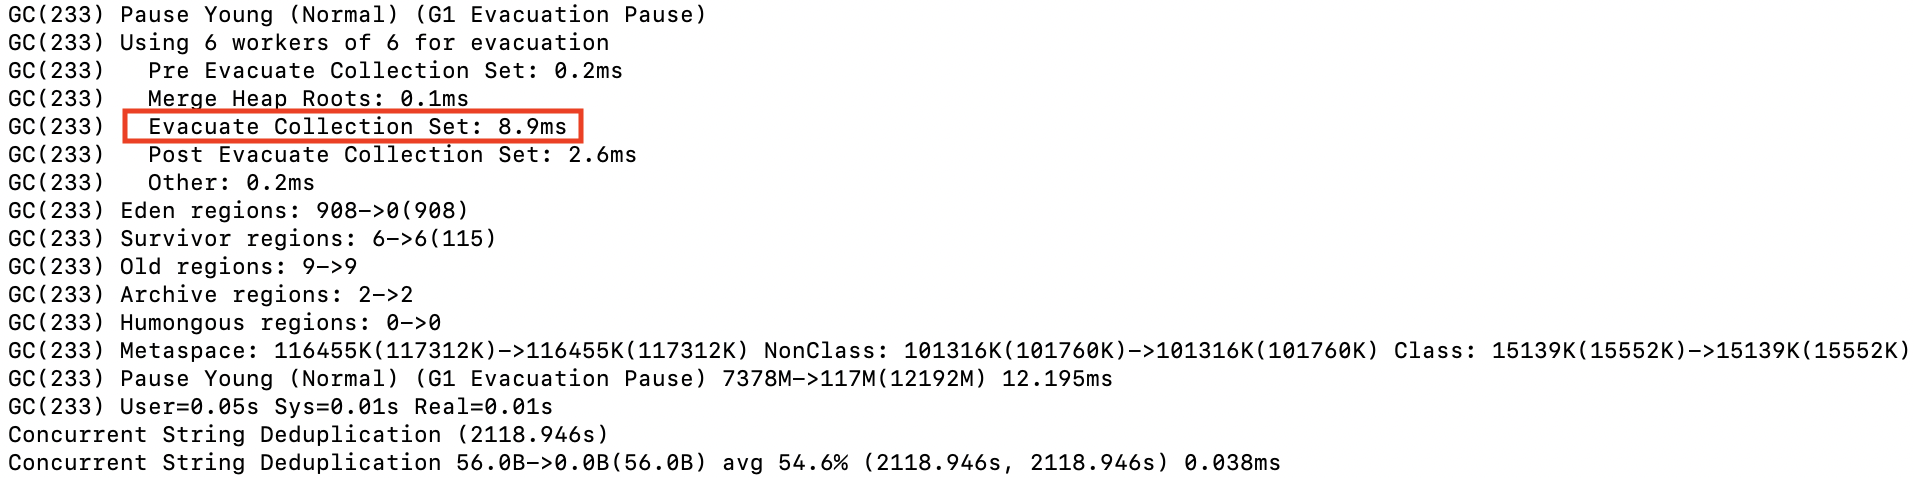 GC(233) Pause Young (Normal) (G1 Evacuation Pause)
GC(233) Using 6 workers of 6 for evacuation
GC(233)   Pre Evacuate Collection Set: 0.2ms
GC(233)   Merge Heap Roots: 0.1ms
GC(233)   Evacuate Collection Set: 8.9ms
GC(233)   Post Evacuate Collection Set: 2.6ms
GC(233)   Other: 0.2ms
GC(233) Eden regions: 908->0(908)
GC(233) Survivor regions: 6->6(115)
GC(233) Old regions: 9->9
GC(233) Archive regions: 2->2
GC(233) Humongous regions: 0->0
GC(233) Metaspace: 116455K(117312K)->116455K(117312K) NonClass: 101316K(101760K)->101316K(101760K) Class: 15139K(15552K)->15139K(15552K)
GC(233) Pause Young (Normal) (G1 Evacuation Pause) 7378M->117M(12192M) 12.195ms
GC(233) User=0.05s Sys=0.01s Real=0.01s
Concurrent String Deduplication (2118.946s)
Concurrent String Deduplication 56.0B->0.0B(56.0B) avg 54.6% (2118.946s, 2118.946s) 0.038ms